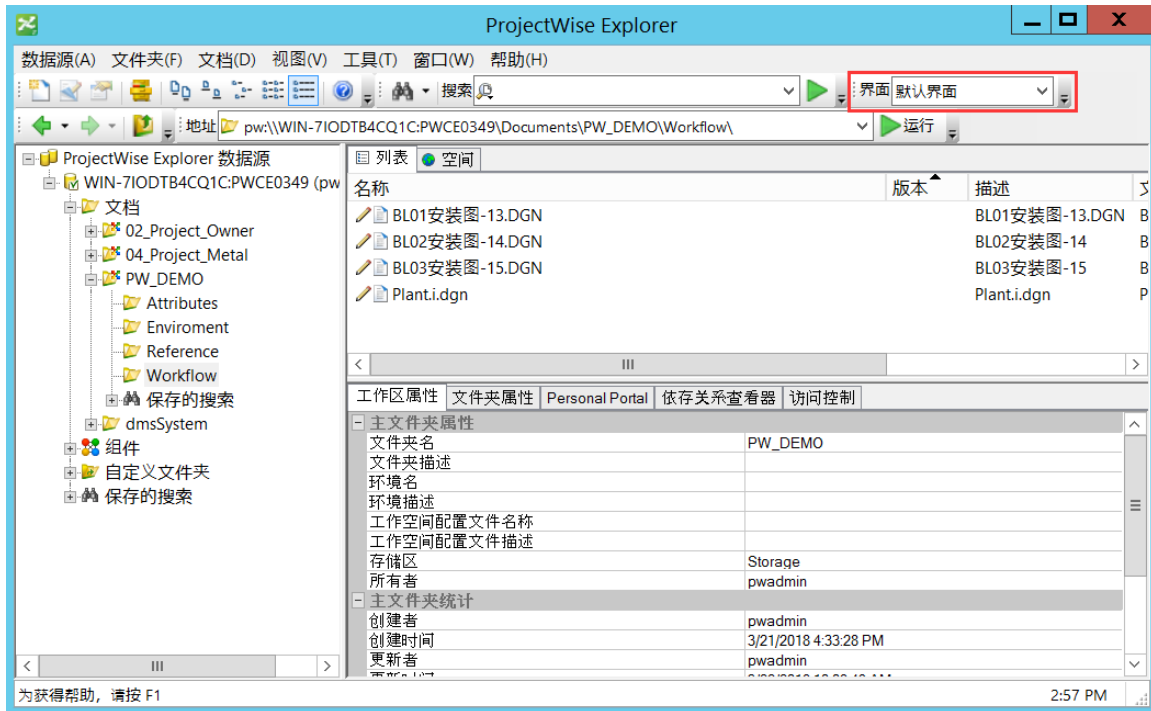 ProjectWise Explorer
数据源(A) 文件夹(F) 文档(D) 视图(V) 工具(T) 窗口(W) 帮助(H)
搜索 界面 默认界面
地址 pw:\\WIN-7IODTB4CQ1C:PWCE0349\Documents\PW_DEMO\Workflow\ 运行
ProjectWise Explorer 数据源
WIN-7IODTB4CQ1C:PWCE0349 (pw
文档
02_Project_Owner
04_Project_Metal
PW_DEMO
Attributes
Enviroment
Reference
Workflow
保存的搜索
dmsSystem
组件
自定义文件夹
保存的搜索
列表 空间
名称 版本 描述
BL01安装图-13.DGN BL01安装图-13.DGN B
BL02安装图-14.DGN BL02安装图-14 B
BL03安装图-15.DGN BL03安装图-15 B
Plant.i.dgn Plant.i.dgn P
工作区属性 文件夹属性 Personal Portal 依存关系查看器 访问控制
主文件夹属性
文件夹名 PW_DEMO
文件夹描述
环境名
环境描述
工作空间配置文件名称
工作空间配置文件描述
存储区 Storage
所有者 pwadmin
主文件夹统计
创建者 pwadmin
创建时间 3/21/2018 4:33:28 PM
更新者 pwadmin
为获得帮助，请按 F1 2:57 PM